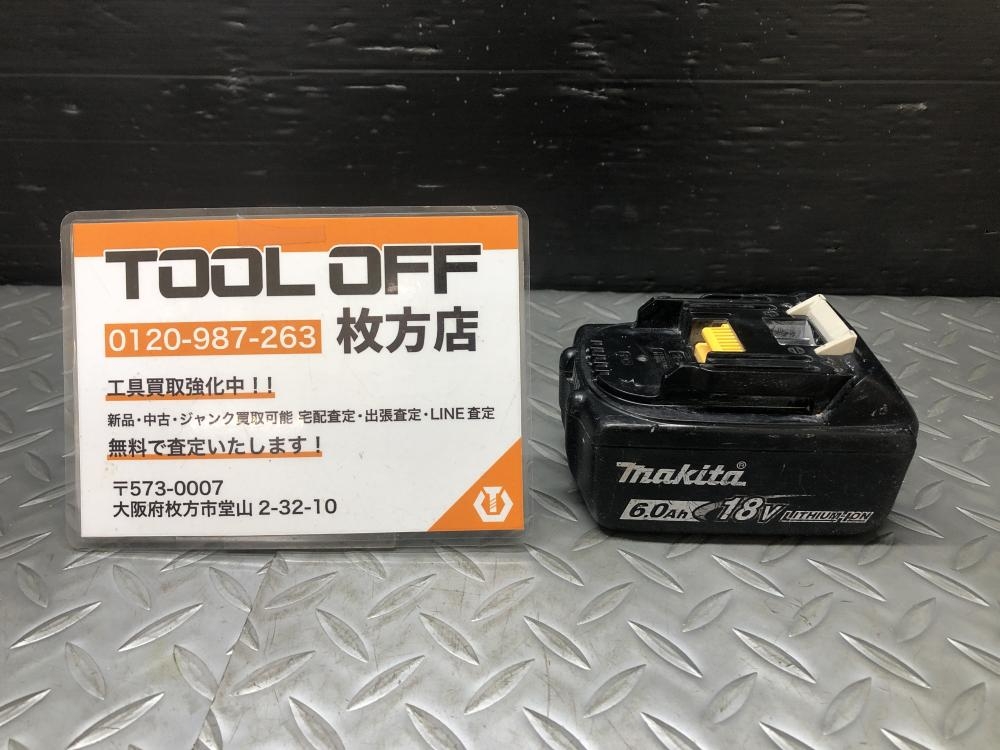 TOOL OFF
0120-987-263 枚方店
工具買取強化中！！
新品・中古・ジャンク買取可能 宅配査定・出張査定・LINE査定
無料で査定いたします！
〒573-0007
大阪府枚方市堂山 2-32-10
makita®
6.0Ah 18V LITHIUM-ION